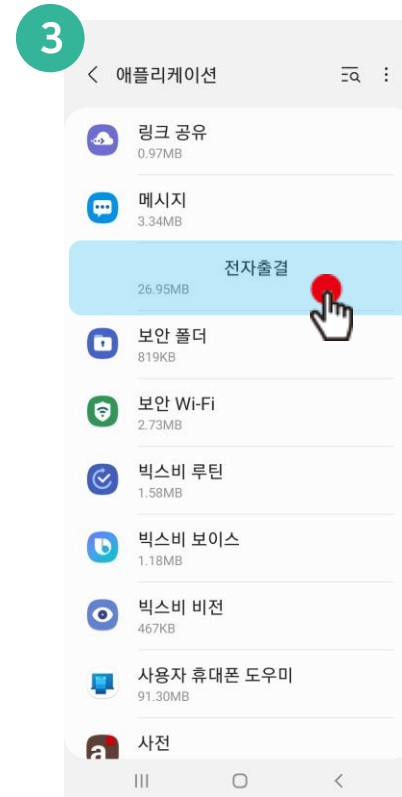 3
애플리케이션
링크 공유
0.97MB
메시지
3.34MB
전자출결
26.95MB
보안 폴더
819KB
보안 Wi-Fi
2.73MB
빅스비 루틴
1.58MB
빅스비 보이스
1.18MB
빅스비 비전
467KB
사용자 휴대폰 도우미
91.30MB
사전